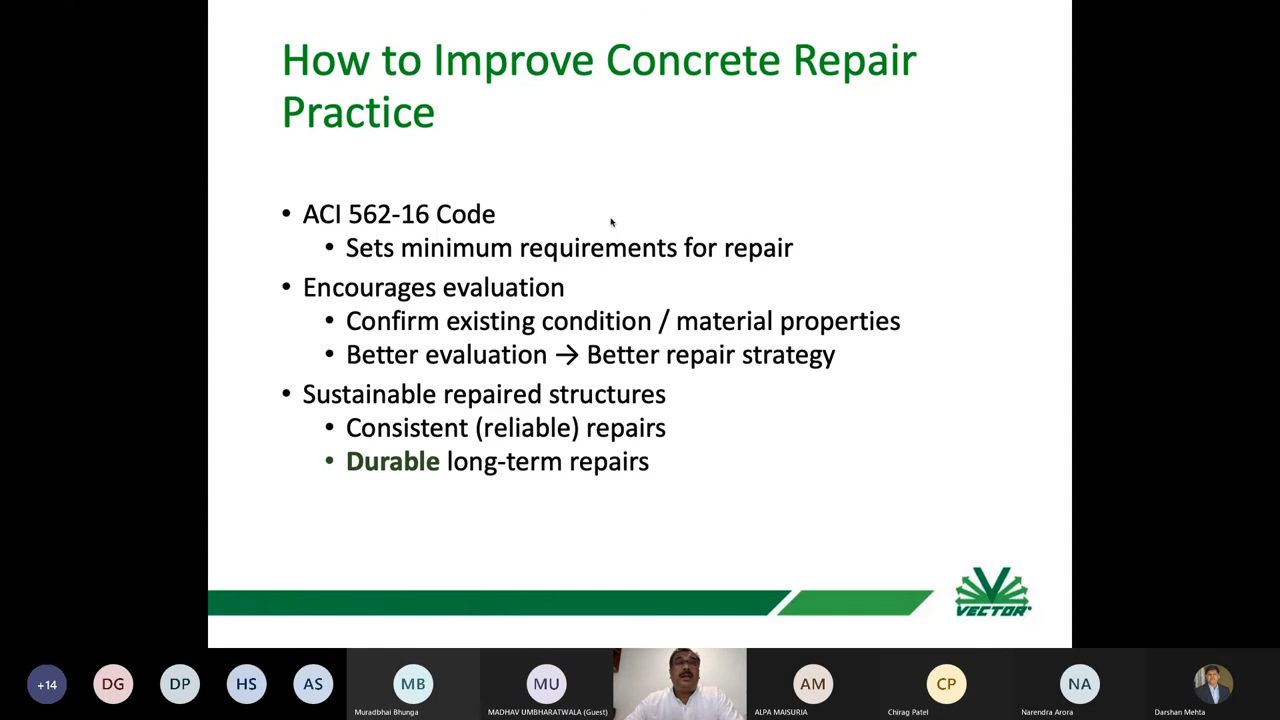 How to Improve Concrete Repair
Practice
• ACI 562-16 Code
• Sets minimum requirements for repair
• Encourages evaluation
• Confirm existing condition / material properties
• Better evaluation → Better repair strategy
• Sustainable repaired structures
• Consistent (reliable) repairs
• Durable long-term repairs
VECTOR
+14
DG
DP
HS
AS
MB
MU
AM
CP
NA
Muradbhai Bhunga
MADHAV UMBHARATWALA (Guest)
ALPA MAISURIA
Chirag Patel
Narendra Arora
Darshan Mehta